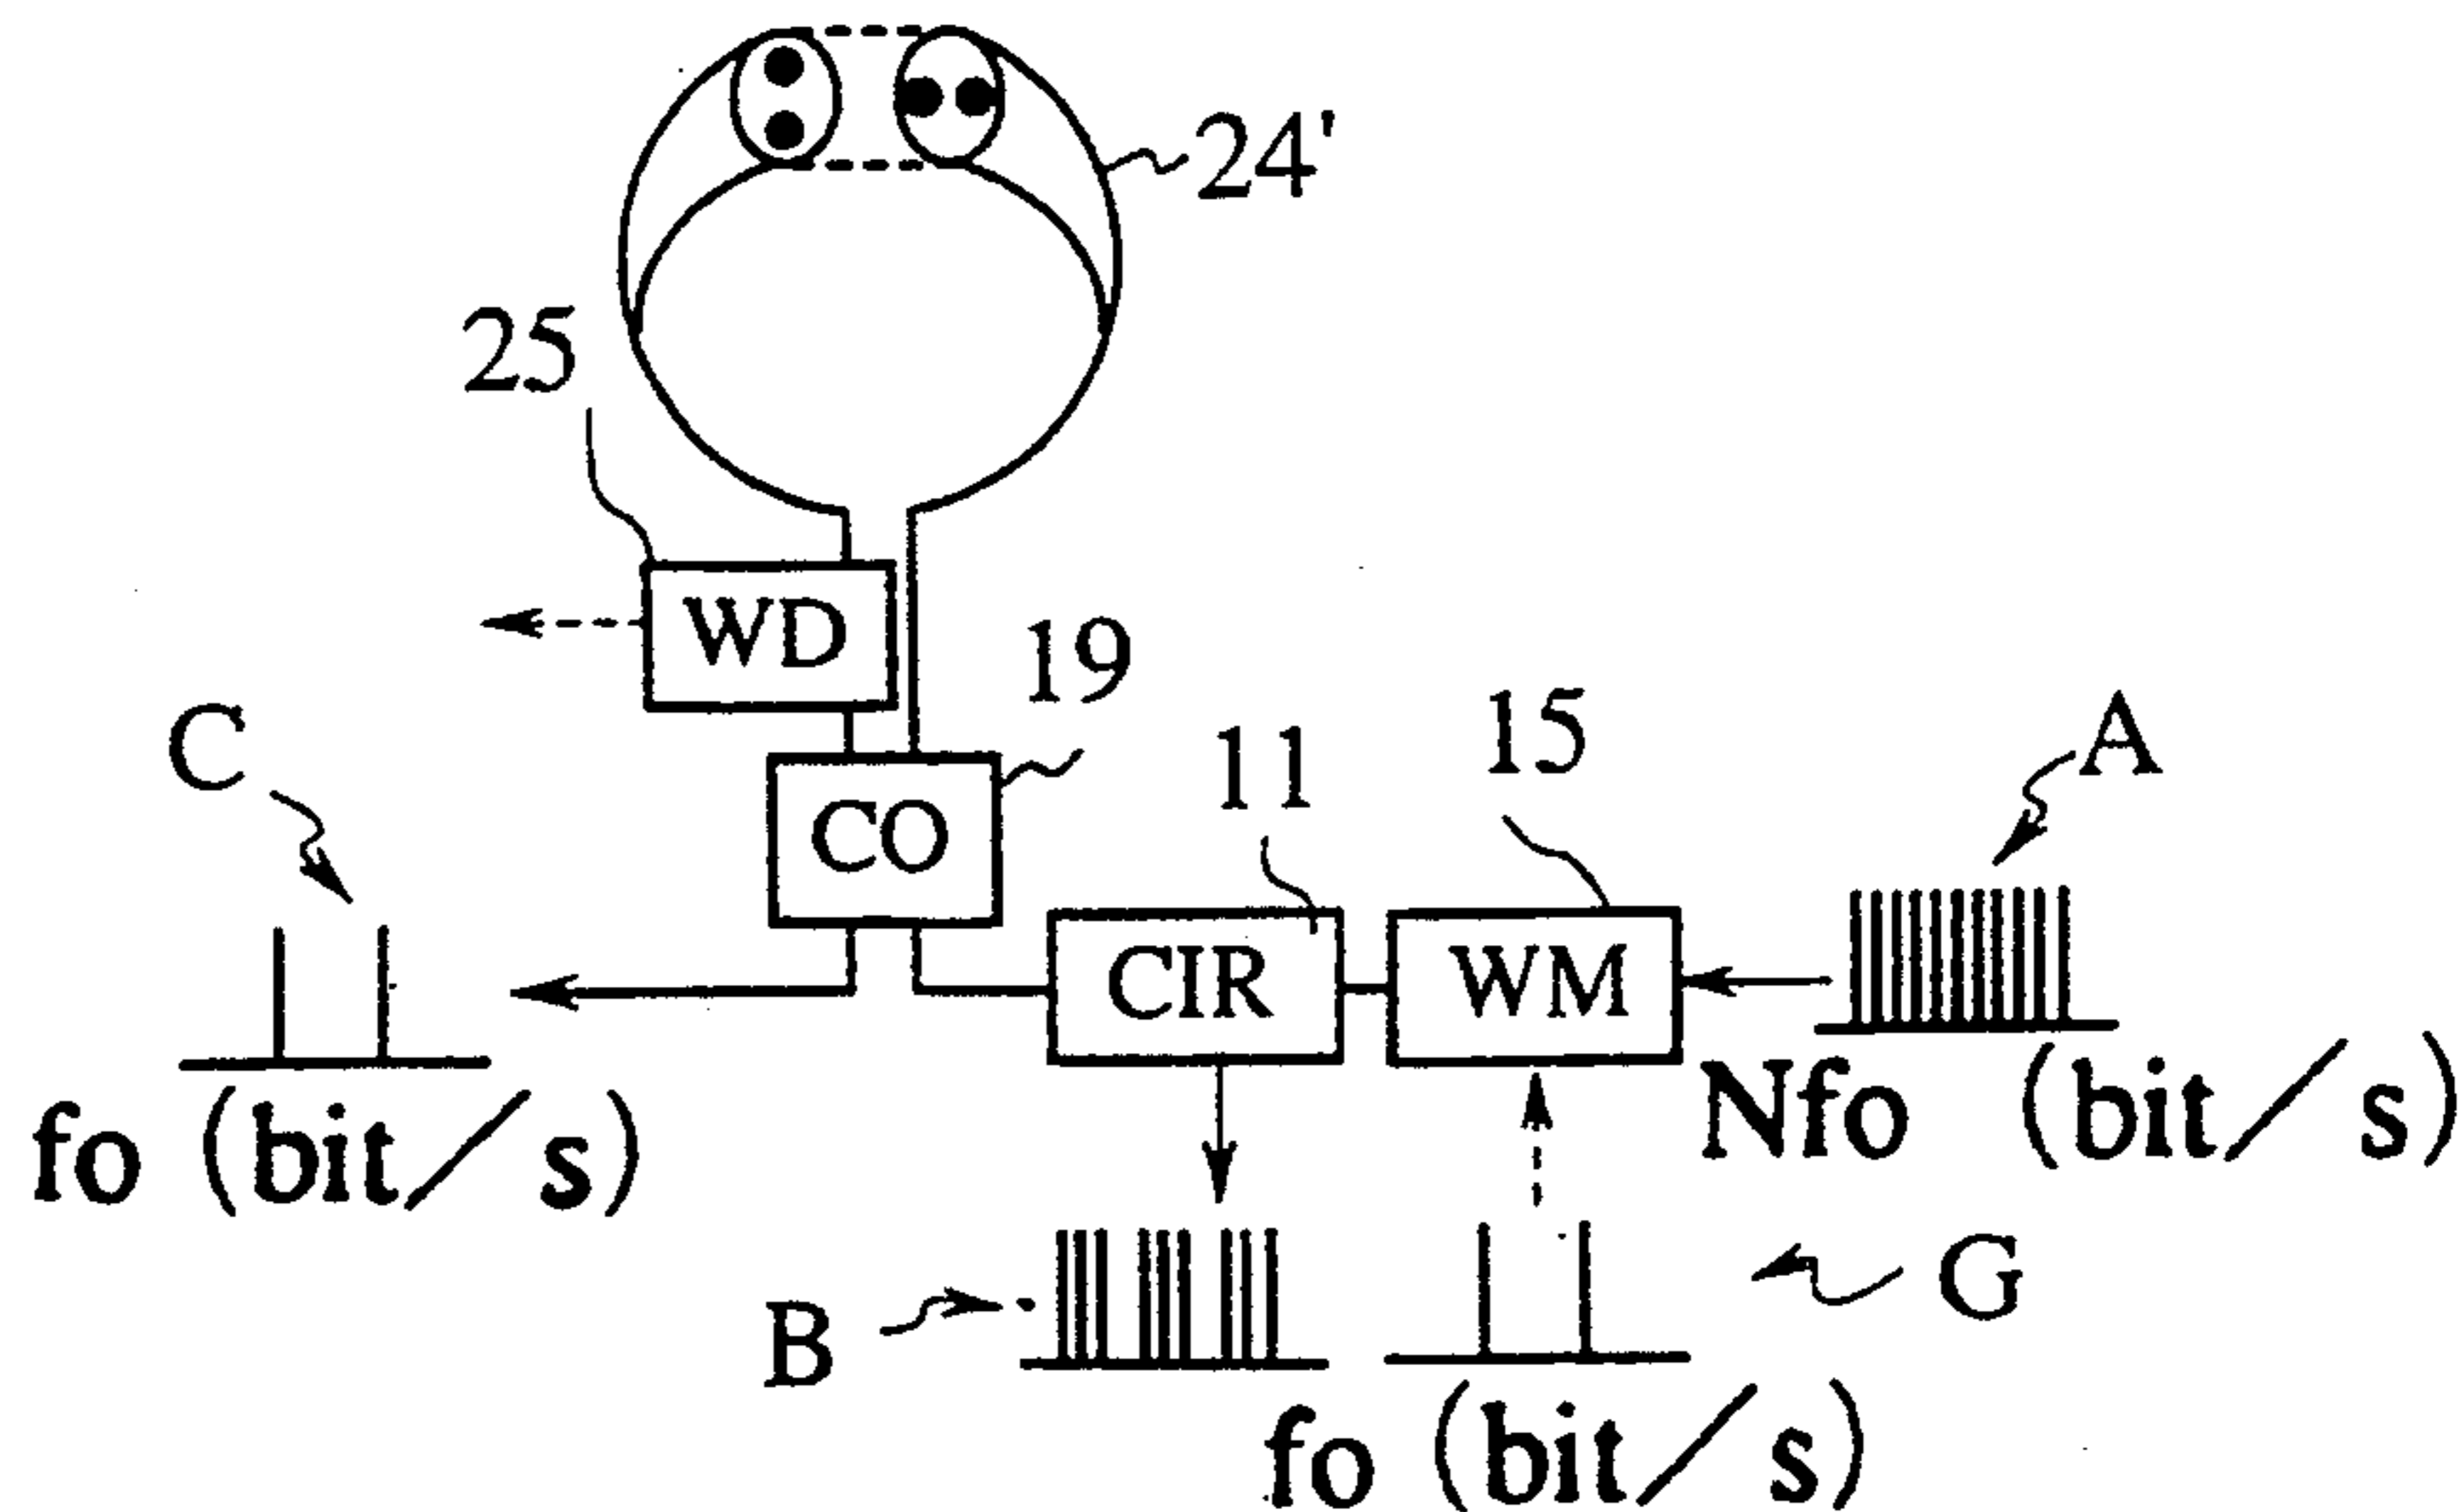 24'
25
WD
19
C
11
15
A
CO
CIR
WM
fo (bit/s)
Nfo (bit/s)
B
G
fo (bit/s)